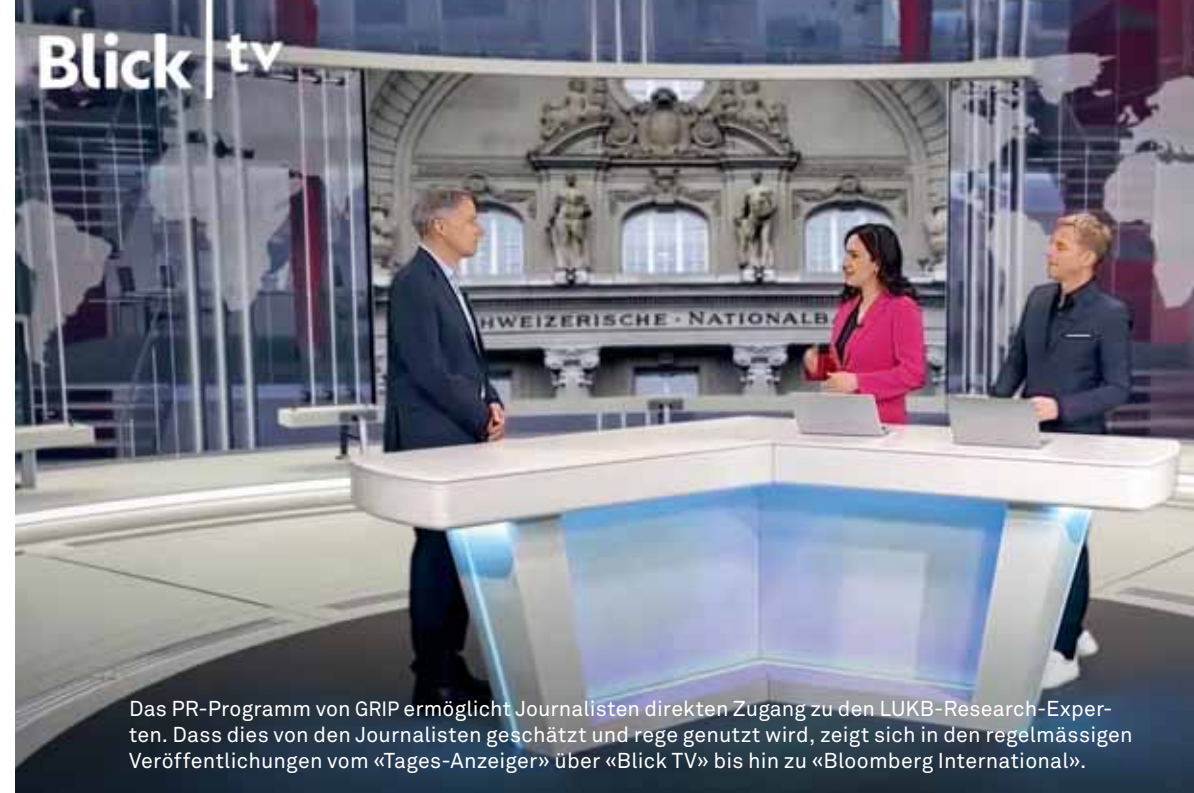 Blick tv
HWEIZERISCHE · NATIONALB
Das PR-Programm von GRIP ermöglicht Journalisten direkten Zugang zu den LUKB-Research-Exper-
ten. Dass dies von den Journalisten geschätzt und rege genutzt wird, zeigt sich in den regelmässigen
Veröffentlichungen vom «Tages-Anzeiger» über «Blick TV» bis hin zu «Bloomberg International».